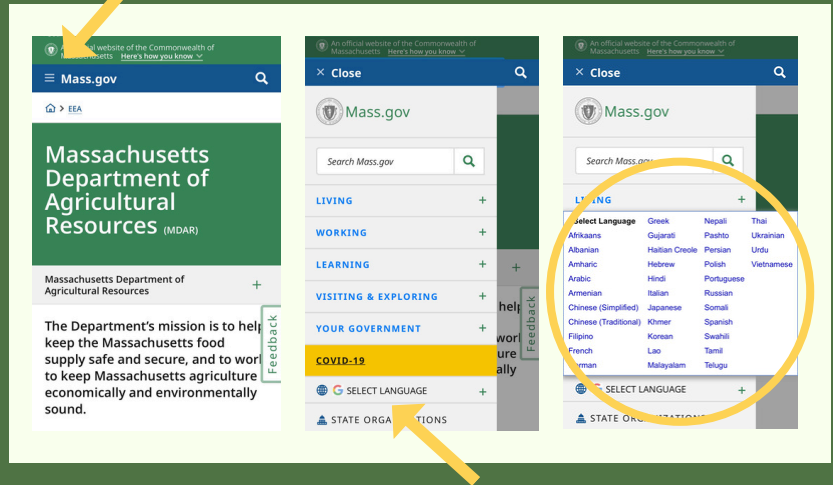 An official website of the Commonwealth of
Massachusetts Here's how you know
Mass.gov
EEA
Massachusetts
Department of
Agricultural
Resources (MDAR)
Massachusetts Department of
Agricultural Resources +
The Department's mission is to help
keep the Massachusetts food
supply safe and secure, and to work
to keep Massachusetts agriculture
economically and environmentally
sound.
Feedback
An official website of the Commonwealth of
Massachusetts Here's how you know
× Close
Mass.gov
Search Mass.gov
LIVING +
WORKING +
LEARNING +
VISITING & EXPLORING +
YOUR GOVERNMENT +
COVID-19
SELECT LANGUAGE +
STATE ORGANIZATIONS
+
help
work
ure
ally
Feedback
An official website of the Commonwealth of
Massachusetts Here's how you know
× Close
Mass.gov
Search Mass.gov
LIVING +
Select Language Greek Nepali Thai
Afrikaans Gujarati Pashto Ukrainian
Albanian Haitian Creole Persian Urdu
Amharic Hebrew Polish Vietnamese
Arabic Hindi Portuguese
Armenian Italian Russian
Chinese (Simplified) Japanese Somali
Chinese (Traditional) Khmer Spanish
Filipino Korean Swahili
French Lao Tamil
German Malayalam Telugu
SELECT LANGUAGE +
STATE ORGANIZATIONS